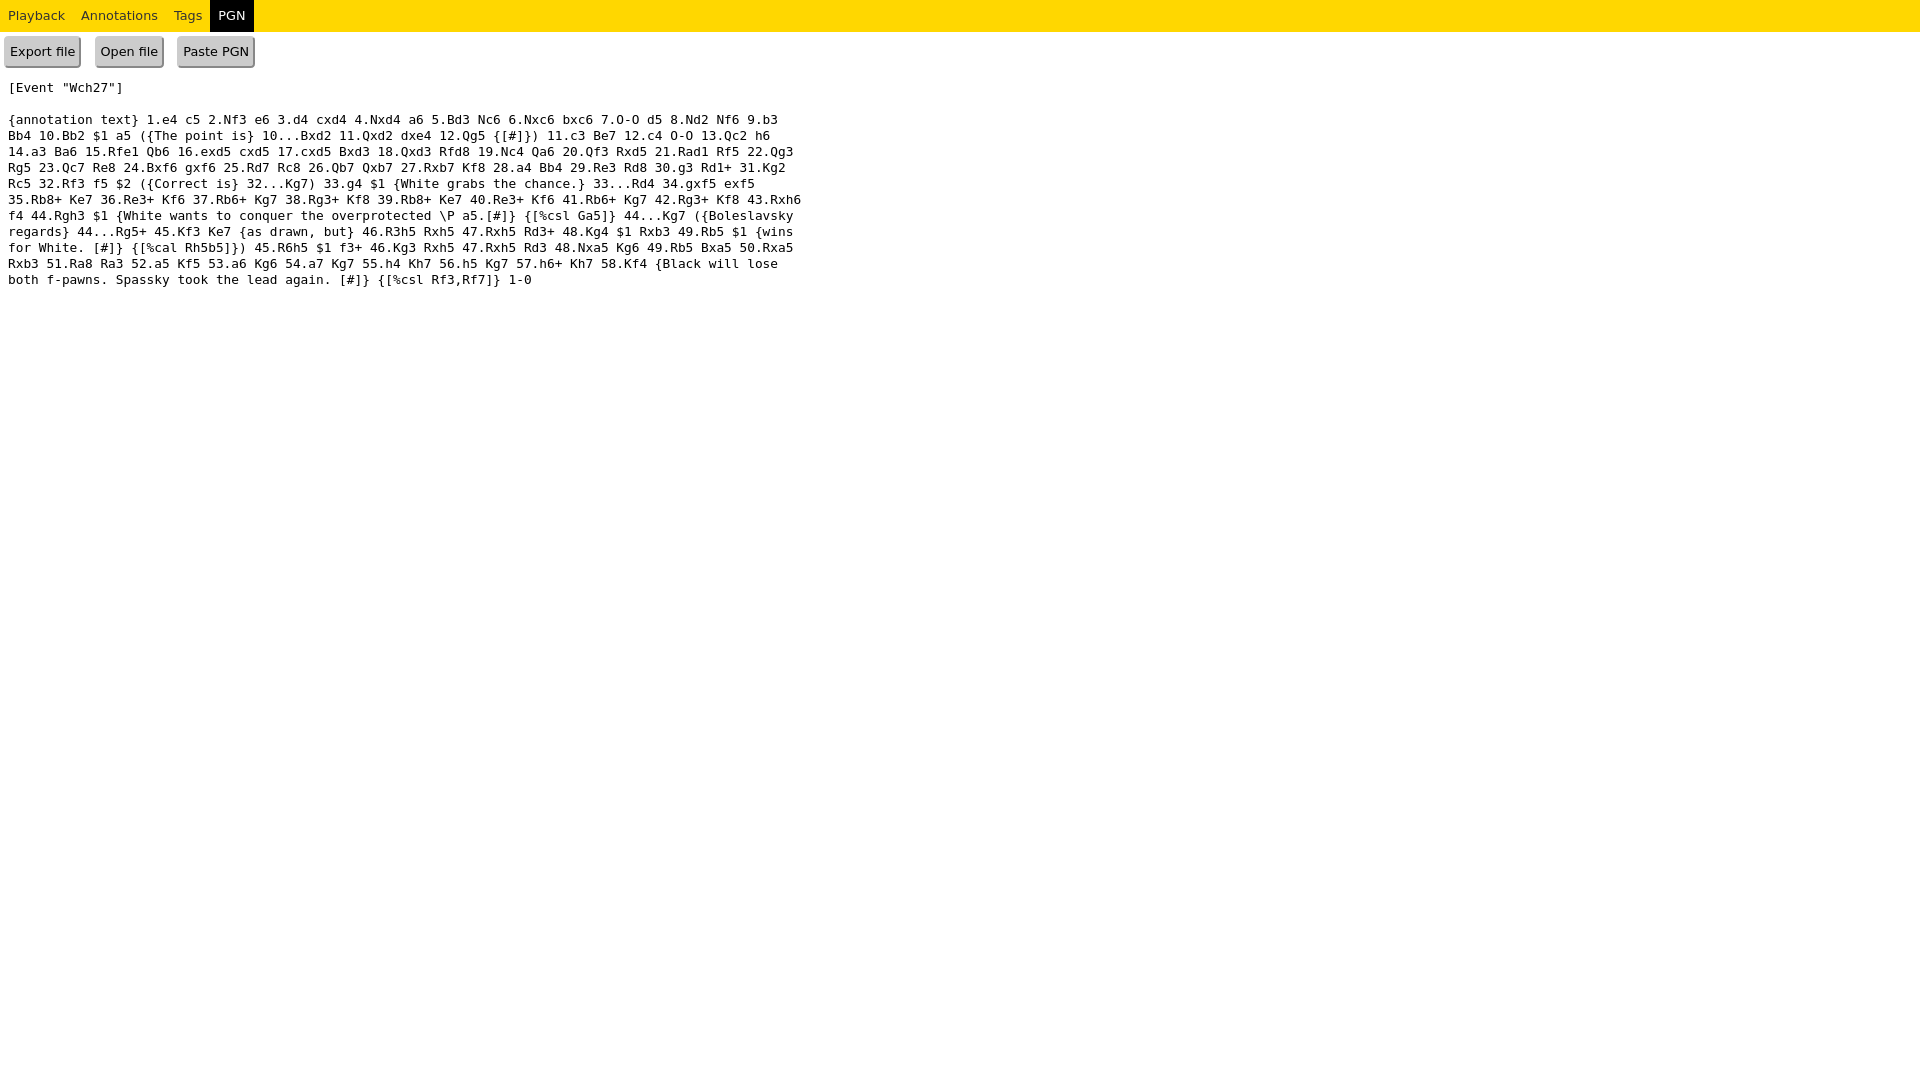 Playback Annotations Tags PGN
Export file Open file Paste PGN
[Event "Wch27"]
{annotation text} 1.e4 c5 2.Nf3 e6 3.d4 cxd4 4.Nxd4 a6 5.Bd3 Nc6 6.Nxc6 bxc6 7.O-O d5 8.Nd2 Nf6 9.b3
Bb4 10.Bb2 $1 a5 ({The point is} 10...Bxd2 11.Qxd2 dxe4 12.Qg5 {[#]}) 11.c3 Be7 12.c4 O-O 13.Qc2 h6
14.a3 Ba6 15.Rfe1 Qb6 16.exd5 cxd5 17.cxd5 Bxd3 18.Qxd3 Rfd8 19.Nc4 Qa6 20.Qf3 Rxd5 21.Rad1 Rf5 22.Qg3
Rg5 23.Qc7 Re8 24.Bxf6 gxf6 25.Rd7 Rc8 26.Qb7 Qxb7 27.Rxb7 Kf8 28.a4 Bb4 29.Re3 Rd8 30.g3 Rd1+ 31.Kg2
Rc5 32.Rf3 f5 $2 ({Correct is} 32...Kg7) 33.g4 $1 {White grabs the chance.} 33...Rd4 34.gxf5 exf5
35.Rb8+ Ke7 36.Re3+ Kf6 37.Rb6+ Kg7 38.Rg3+ Kf8 39.Rb8+ Ke7 40.Re3+ Kf6 41.Rb6+ Kg7 42.Rg3+ Kf8 43.Rxh6
f4 44.Rgh3 $1 {White wants to conquer the overprotected \P a5.[#]} {[%csl Ga5]} 44...Kg7 ({Boleslavsky
regards} 44...Rg5+ 45.Kf3 Ke7 {as drawn, but} 46.R3h5 Rxh5 47.Rxh5 Rd3+ 48.Kg4 $1 Rxb3 49.Rb5 $1 {wins
for White. [#]} {[%cal Rh5b5]}) 45.R6h5 $1 f3+ 46.Kg3 Rxh5 47.Rxh5 Rd3 48.Nxa5 Kg6 49.Rb5 Bxa5 50.Rxa5
Rxb3 51.Ra8 Ra3 52.a5 Kf5 53.a6 Kg6 54.a7 Kg7 55.h4 Kh7 56.h5 Kg7 57.h6+ Kh7 58.Kf4 {Black will lose
both f-pawns. Spassky took the lead again. [#]} {[%csl Rf3,Rf7]} 1-0